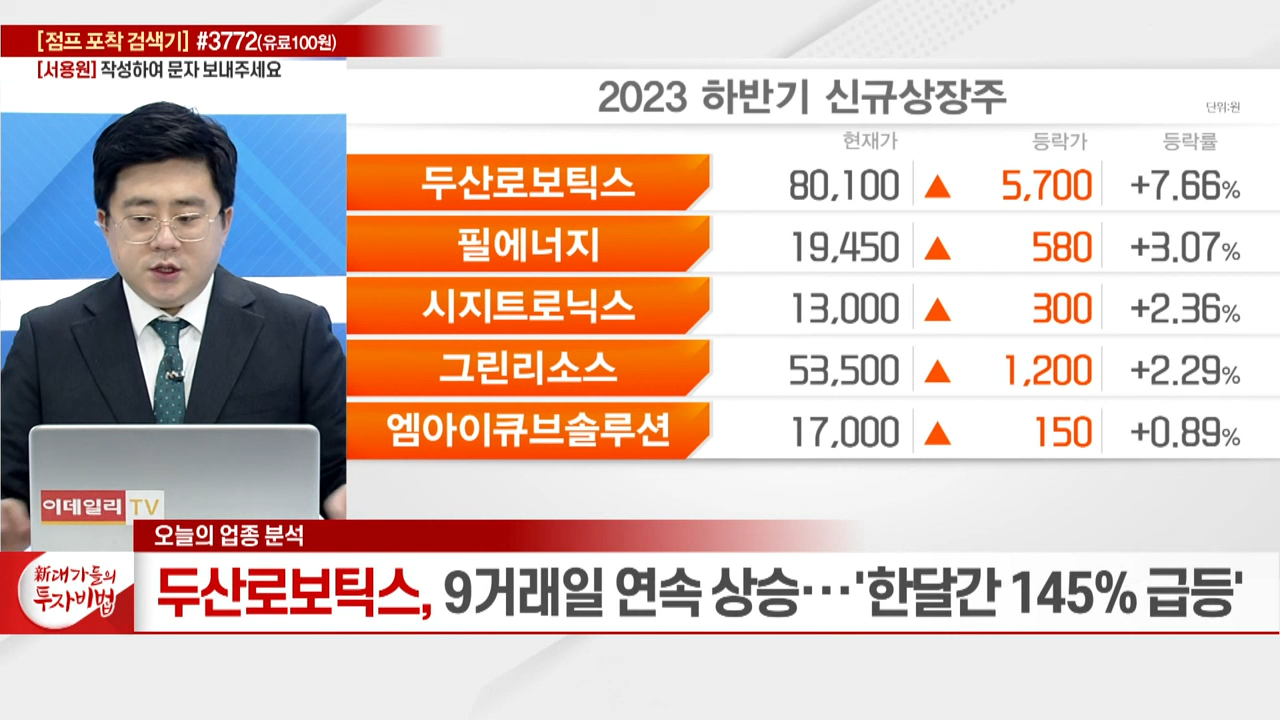 [점프 포착 검색기] #3772(유료100원)
[서용원] 작성하여 문자 보내주세요
2023 하반기 신규상장주
단위:원
현재가 등락가 등락률
두산로보틱스 80,100 ▲ 5,700 +7.66%
필에너지 19,450 ▲ 580 +3.07%
시지트로닉스 13,000 ▲ 300 +2.36%
그린리소스 53,500 ▲ 1,200 +2.29%
엠아이큐브솔루션 17,000 ▲ 150 +0.89%
이데일리 TV
오늘의 업종 분석
新대가들의
투자비법
두산로보틱스, 9거래일 연속 상승…'한달간 145% 급등'